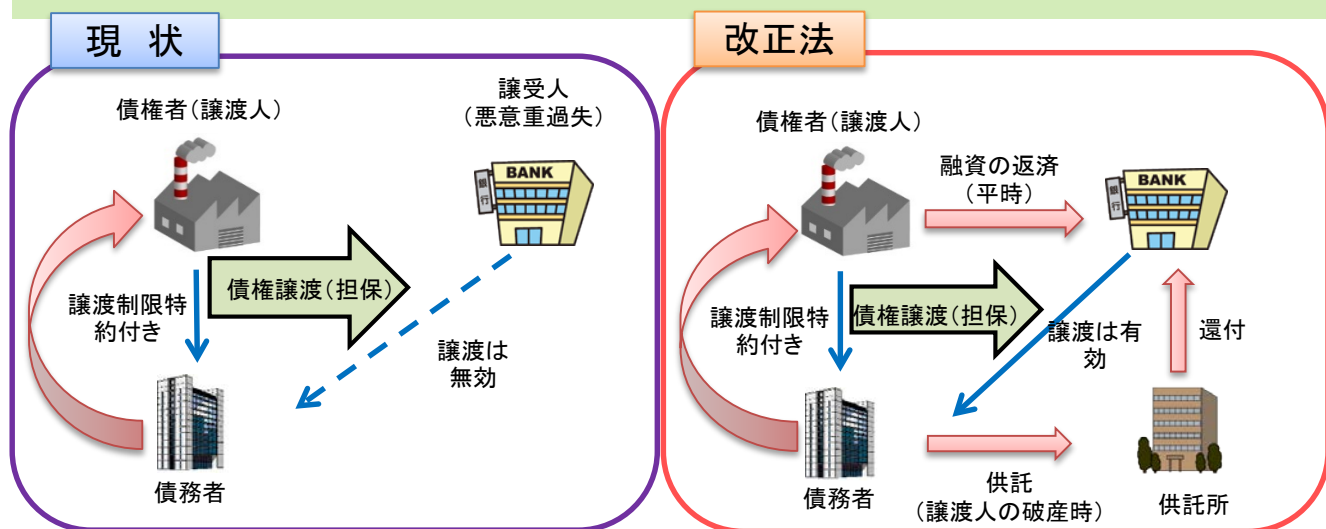 現 状
債権者(譲渡人)
譲受人
(悪意重過失)
銀行
BANK
債権譲渡(担保)
譲渡制限特
約付き
譲渡は
無効
債務者
改正法
債権者(譲渡人)
融資の返済
(平時)
銀行
BANK
債権譲渡(担保)
譲渡制限特
約付き
譲渡は有
効
還付
債務者
供託
(譲渡人の破産時)
供託所